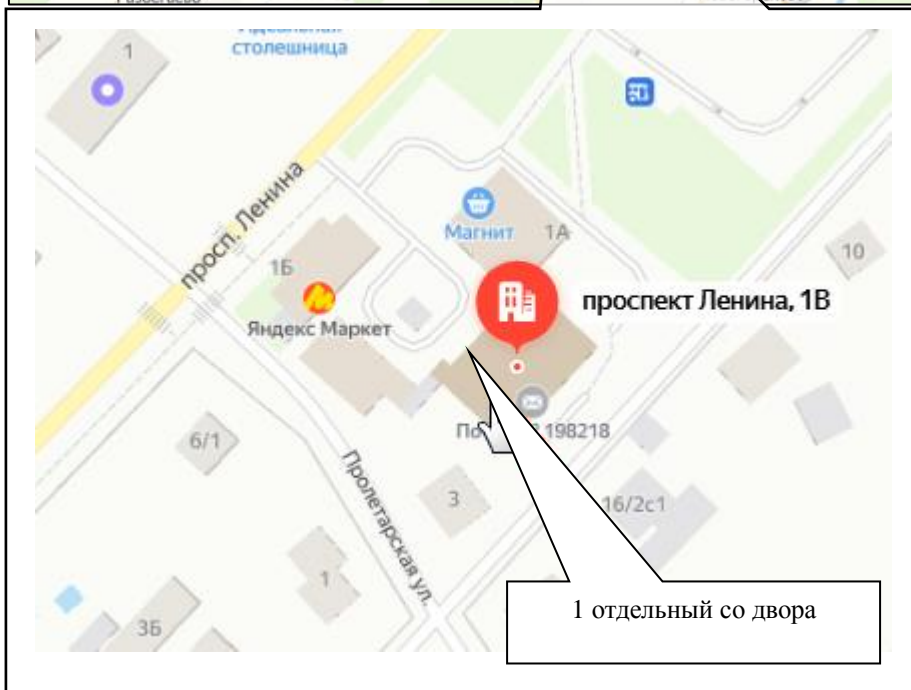 столешница
1
просп. Ленина
Магнит
1А
10
1Б
проспект Ленина, 1В
Яндекс Маркет
198218
6/1
Пролетарская ул.
3
16/2с1
1
3Б
1 отдельный со двора